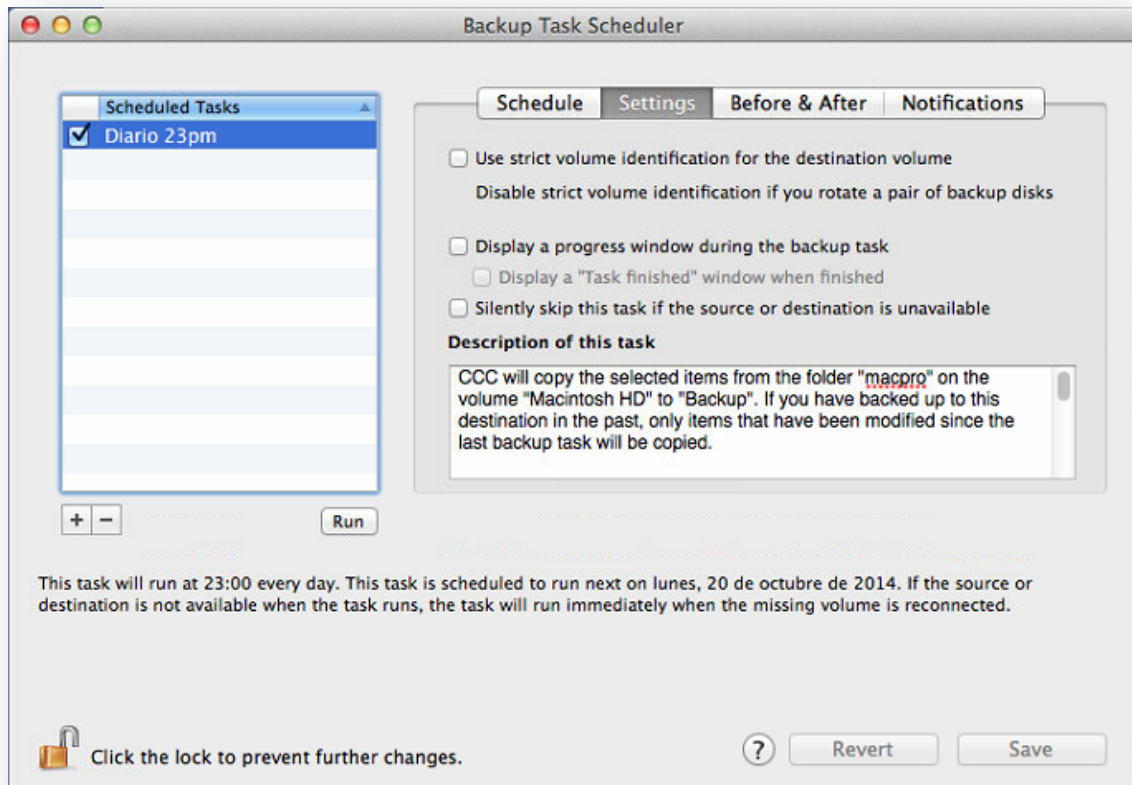 Backup Task Scheduler
Scheduled Tasks
Diario 23pm
Schedule
Settings
Before & After
Notifications
Use strict volume identification for the destination volume
Disable strict volume identification if you rotate a pair of backup disks
Display a progress window during the backup task
Display a "Task finished" window when finished
Silently skip this task if the source or destination is unavailable
Description of this task
CCC will copy the selected items from the folder "macpro" on the
volume "Macintosh HD" to "Backup". If you have backed up to this
destination in the past, only items that have been modified since the
last backup task will be copied.
+ −
Run
This task will run at 23:00 every day. This task is scheduled to run next on lunes, 20 de octubre de 2014. If the source or
destination is not available when the task runs, the task will run immediately when the missing volume is reconnected.
Click the lock to prevent further changes.
?
Revert
Save